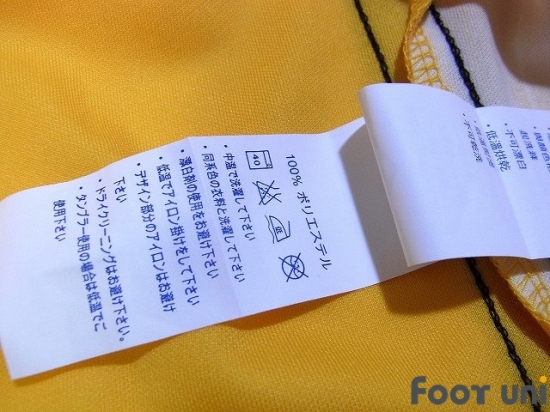 100% ポリエステル
40
・中温で洗濯して下さい
・同系色の衣料と洗濯して下さい
・漂白剤の使用をお避け下さい
・低温でアイロン掛けをして下さい
・デザイン部分のアイロンはお避け
下さい
・ドライクリーニングはお避け下さい。
・タンブラー使用の場合は低温でご
使用下さい
・不可漂白
・低温烘乾
FOOT UNI